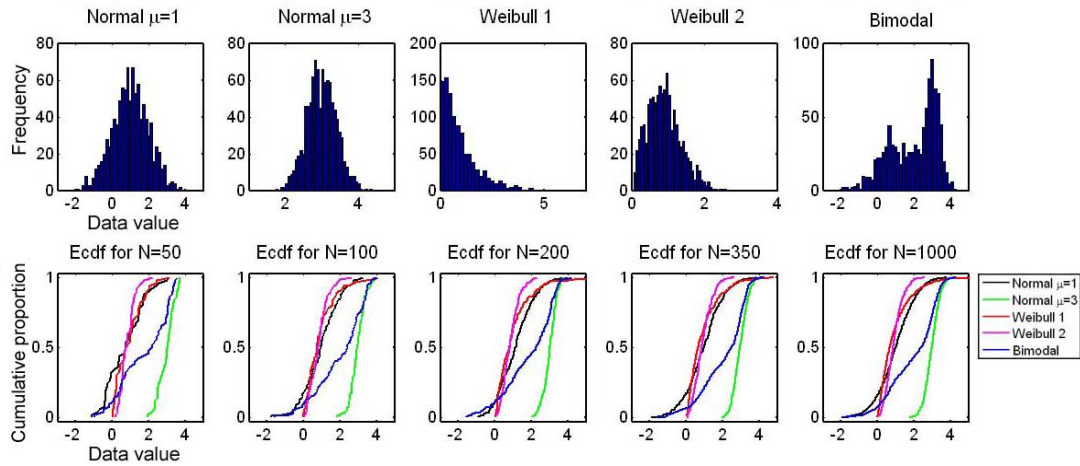 Normal μ=1
Normal μ=3
Weibull 1
Weibull 2
Bimodal
Frequency
80
60
40
20
0
-2 0 2 4
80
60
40
20
0
2 4
200
150
100
50
0
0 5
80
60
40
20
0
0 2 4
100
50
0
-2 0 2 4
Data value
Data value
Ecdf for N=50
Ecdf for N=100
Ecdf for N=200
Ecdf for N=350
Ecdf for N=1000
Cumulative proportion
1
0.5
0
-2 0 2 4
1
0.5
0
-2 0 2 4
1
0.5
0
-2 0 2 4
1
0.5
0
-2 0 2 4
1
0.5
0
-2 0 2 4
Data value
Normal μ=1
Normal μ=3
Weibull 1
Weibull 2
Bimodal